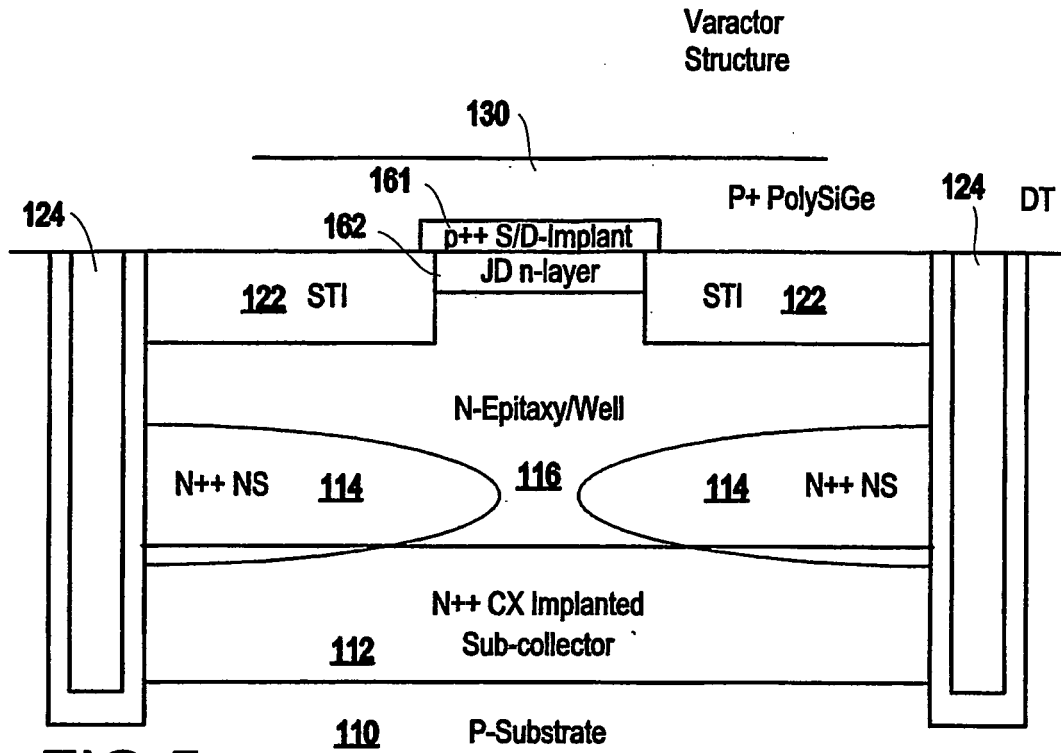 Varactor
Structure
130
161
P+ PolySiGe
124
DT
124
162
p++ S/D-Implant
JD n-layer
122 STI
STI 122
N-Epitaxy/Well
N++ NS 114
116
114 N++ NS
N++ CX Implanted
Sub-collector
112
110 P-Substrate